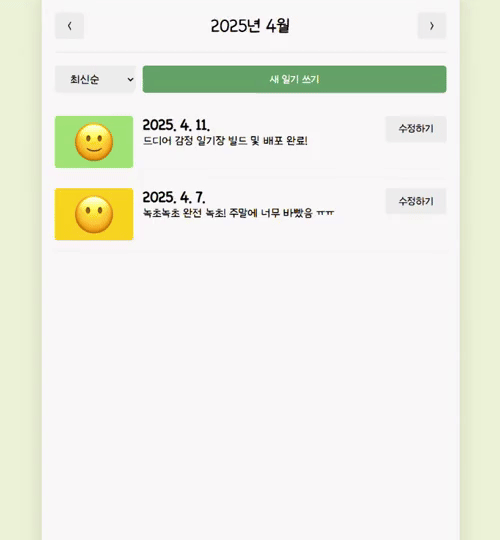 〈
2025년 4월
〉
최신순
새 일기 쓰기
2025. 4. 11.
드디어 감정 일기장 빌드 및 배포 완료!
수정하기
2025. 4. 7.
녹초녹초 완전 녹초! 주말에 너무 바빴음 ㅠㅠ
수정하기